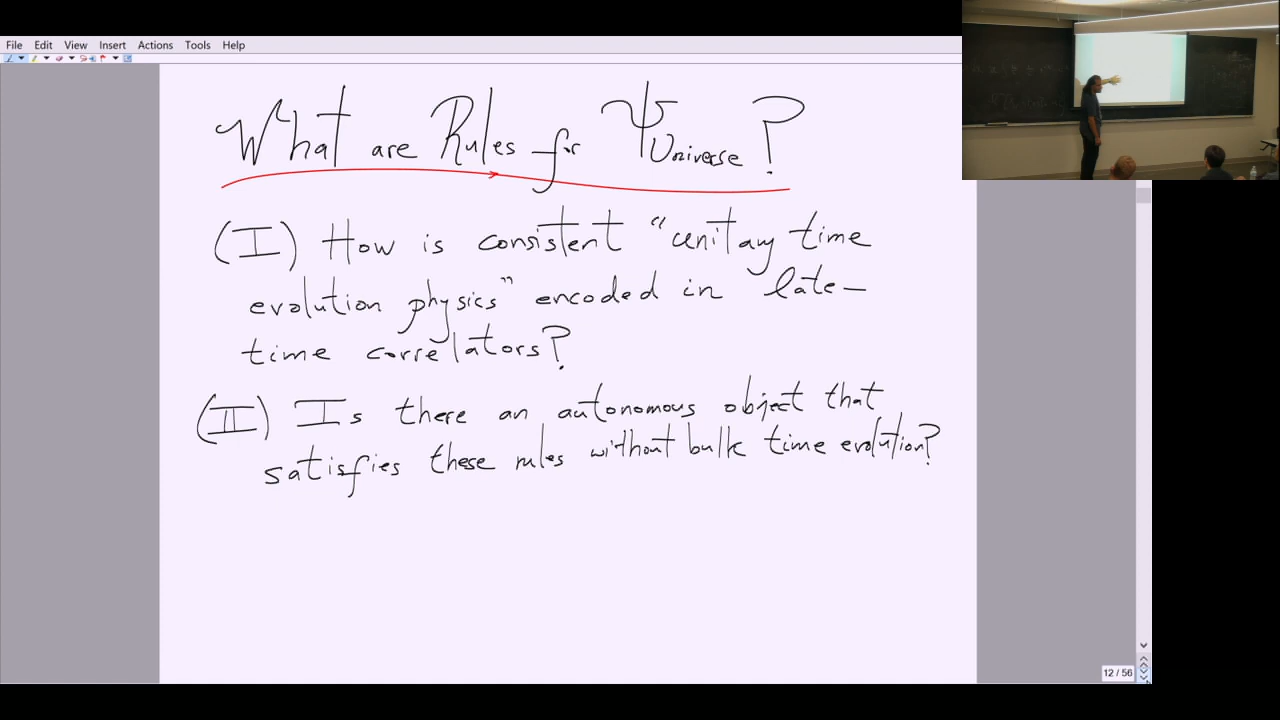 File Edit View Insert Actions Tools Help
What are Rules for Ψ Universe?
(I) How is consistent "unitary time
evolution physics" encoded in late-
time correlators?
(II) Is there an autonomous object that
satisfies these rules without bulk time evolution?
12 / 56